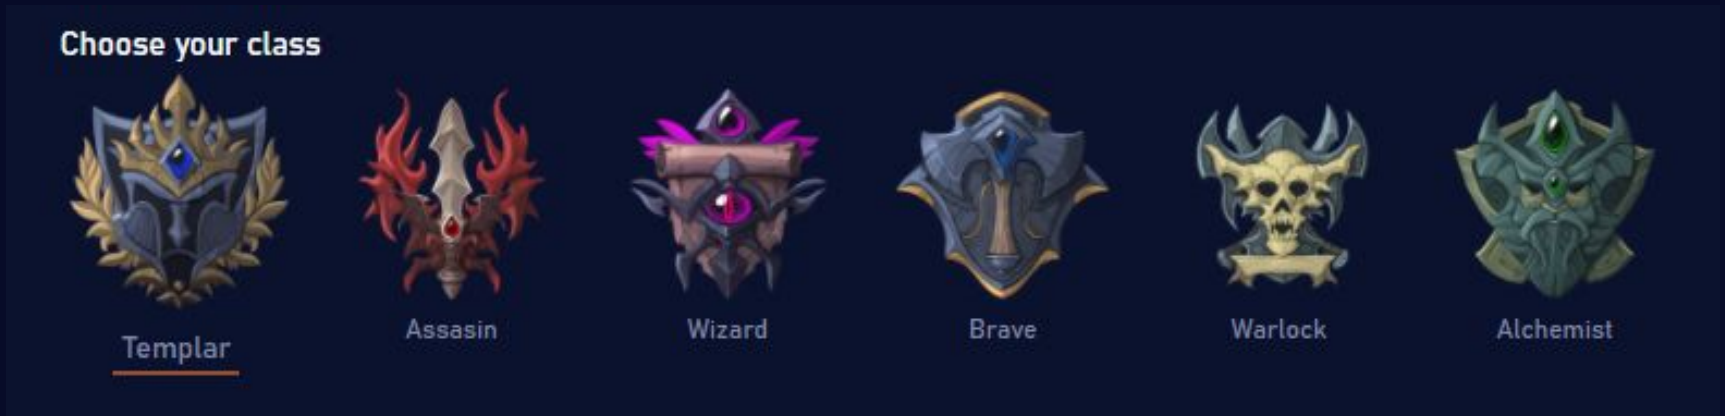 Choose your class
Templar
Assasin
Wizard
Brave
Warlock
Alchemist